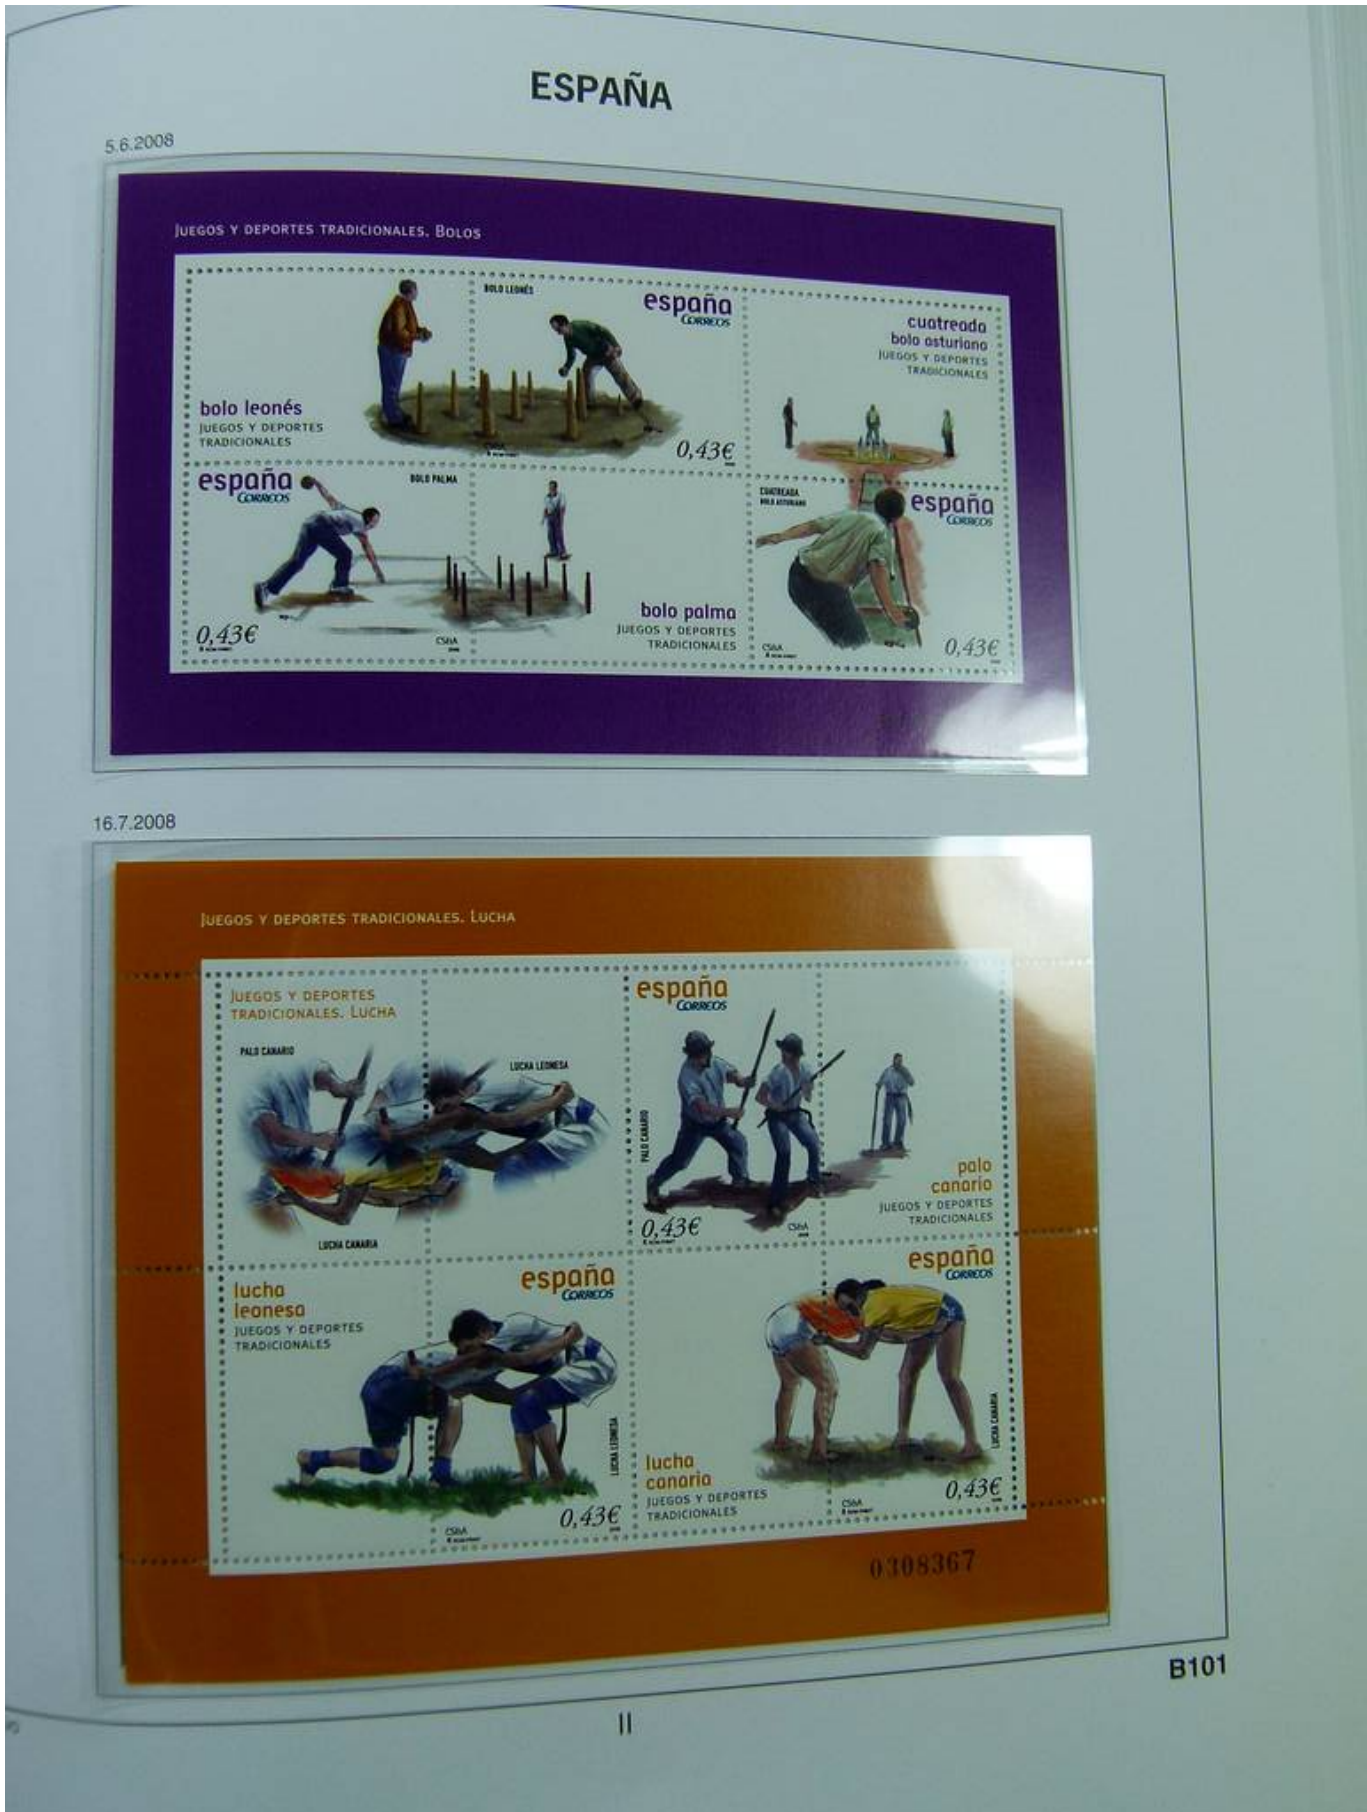 ESPAÑA
5.6.2008
JUEGOS Y DEPORTES TRADICIONALES. BOLOS
bolo leonés
JUEGOS Y DEPORTES
TRADICIONALES
BOLO LEONÉS
españa
CORREOS
0,43€
cuatreada
bolo asturiano
JUEGOS Y DEPORTES
TRADICIONALES
españa
CORREOS
BOLO PALMA
0,43€
bolo palma
JUEGOS Y DEPORTES
TRADICIONALES
CUATREADA
BOLO ASTURIANO
españa
CORREOS
0,43€
16.7.2008
JUEGOS Y DEPORTES TRADICIONALES. LUCHA
JUEGOS Y DEPORTES
TRADICIONALES. LUCHA
PALO CANARIO
LUCHA LEONESA
LUCHA CANARIA
españa
CORREOS
PALO CANARIO
0,43€
palo
canario
JUEGOS Y DEPORTES
TRADICIONALES
lucha
leonesa
JUEGOS Y DEPORTES
TRADICIONALES
españa
CORREOS
LUCHA LEONESA
0,43€
lucha
canaria
JUEGOS Y DEPORTES
TRADICIONALES
españa
CORREOS
LUCHA CANARIA
0,43€
0308367
B101
II